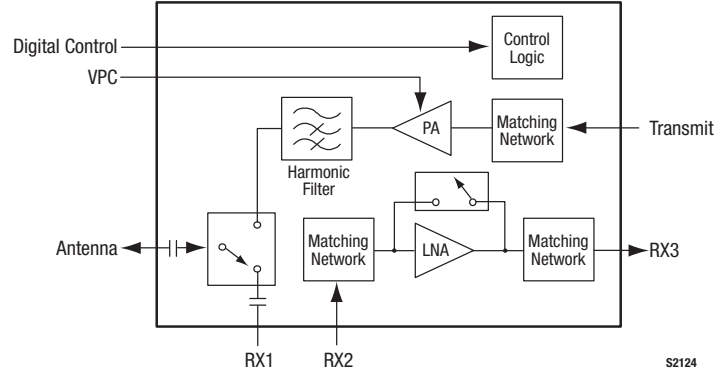 Digital Control
Control
Logic
VPC
PA
Matching
Network
Transmit
Harmonic
Filter
Antenna
Matching
Network
LNA
Matching
Network
RX3
RX1
RX2
S2124